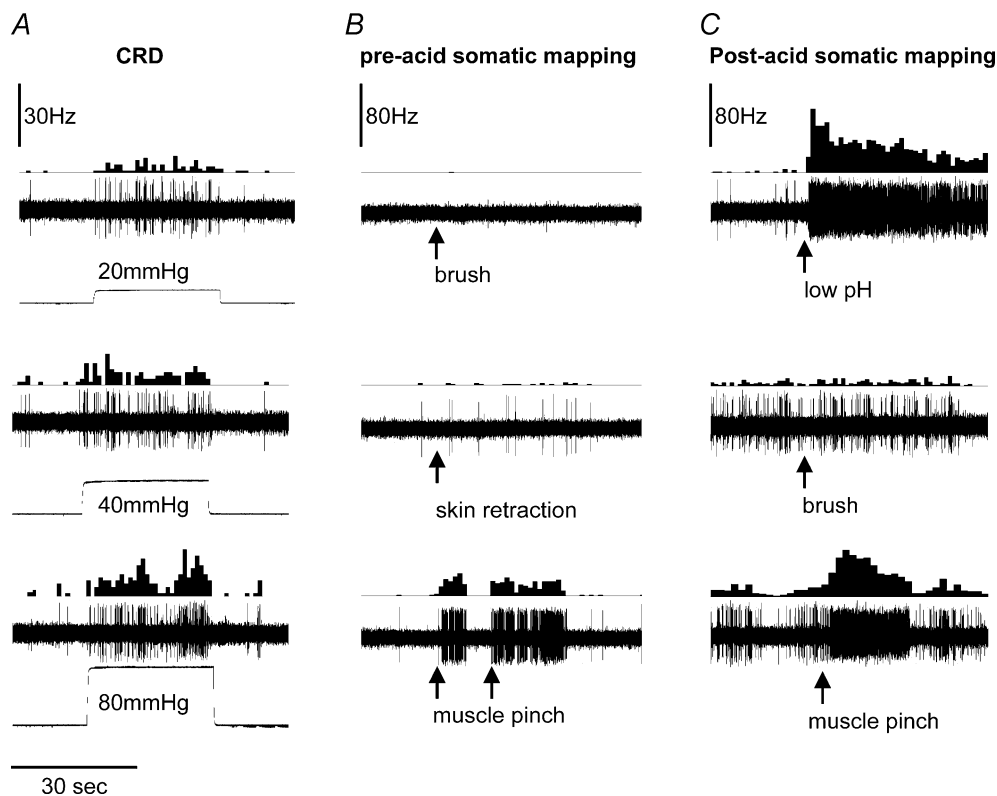 A
CRD
30Hz
20mmHg
40mmHg
80mmHg
30 sec
B
pre-acid somatic mapping
80Hz
brush
skin retraction
muscle pinch
C
Post-acid somatic mapping
80Hz
low pH
brush
muscle pinch